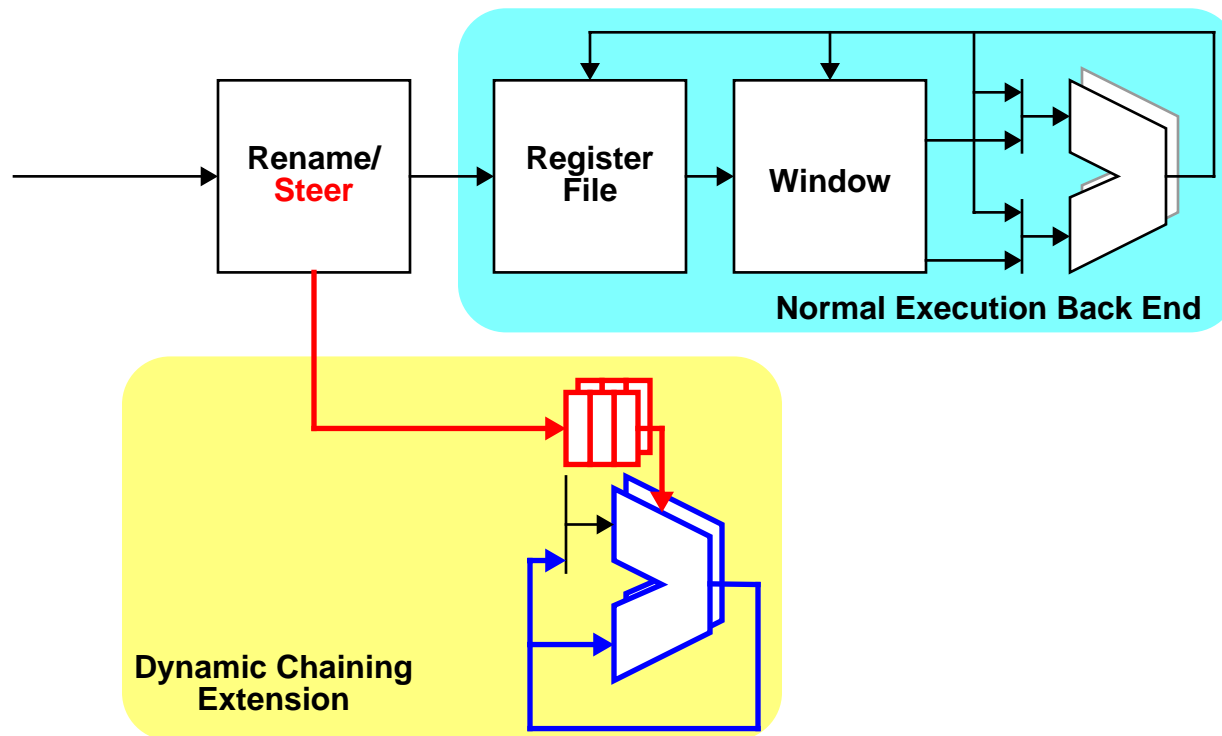 Rename/
Steer
Register
File
Window
Normal Execution Back End
Dynamic Chaining
Extension